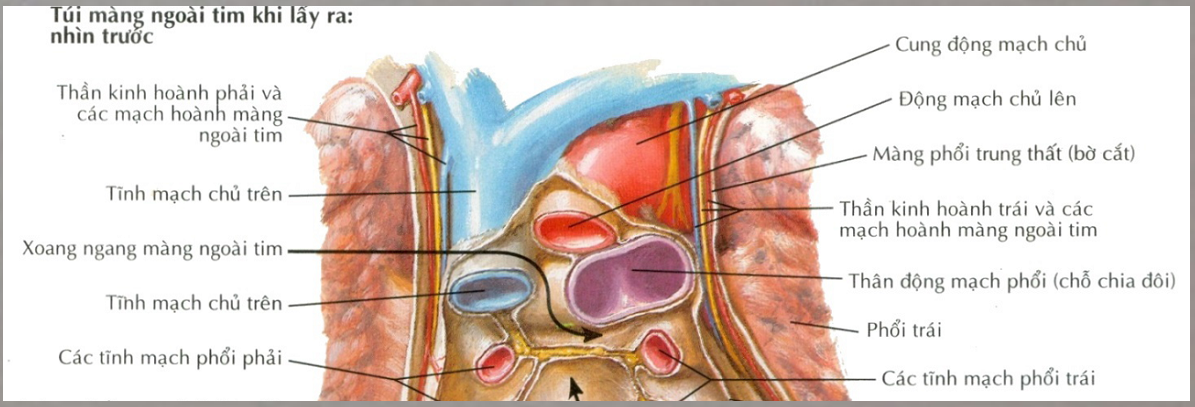 Túi màng ngoài tim khi lấy ra:
nhìn trước
Thần kinh hoành phải và
các mạch hoành màng
ngoài tim
Tĩnh mạch chủ trên
Xoang ngang màng ngoài tim
Tĩnh mạch chủ trên
Các tĩnh mạch phổi phải
Cung động mạch chủ
Động mạch chủ lên
Màng phổi trung thất (bờ cắt)
Thần kinh hoành trái và các
mạch hoành màng ngoài tim
Thân động mạch phổi (chỗ chia đôi)
Phổi trái
Các tĩnh mạch phổi trái